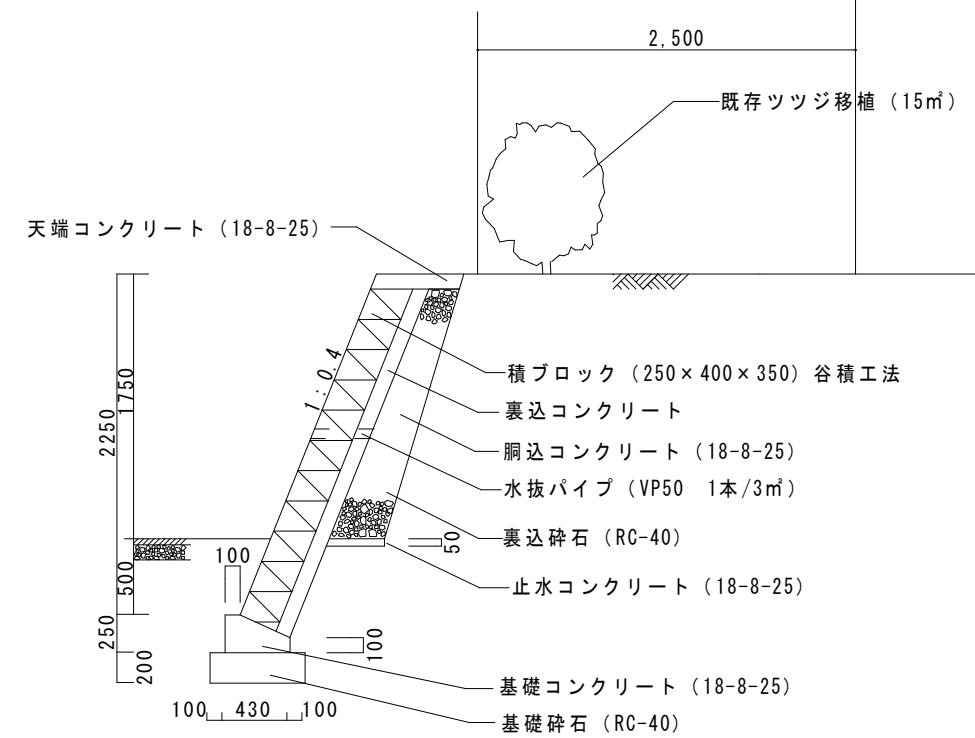 2,500
既存ツツジ移植（15㎡）
天端コンクリート（18-8-25）
1:0.4
積ブロック（250×400×350）谷積工法
裏込コンクリート
胴込コンクリート（18-8-25）
水抜パイプ（VP50　1本/3㎡）
裏込砕石（RC-40）
止水コンクリート（18-8-25）
基礎コンクリート（18-8-25）
基礎砕石（RC-40）
2250
1750
500
250
200
100
50
100
100
430
100